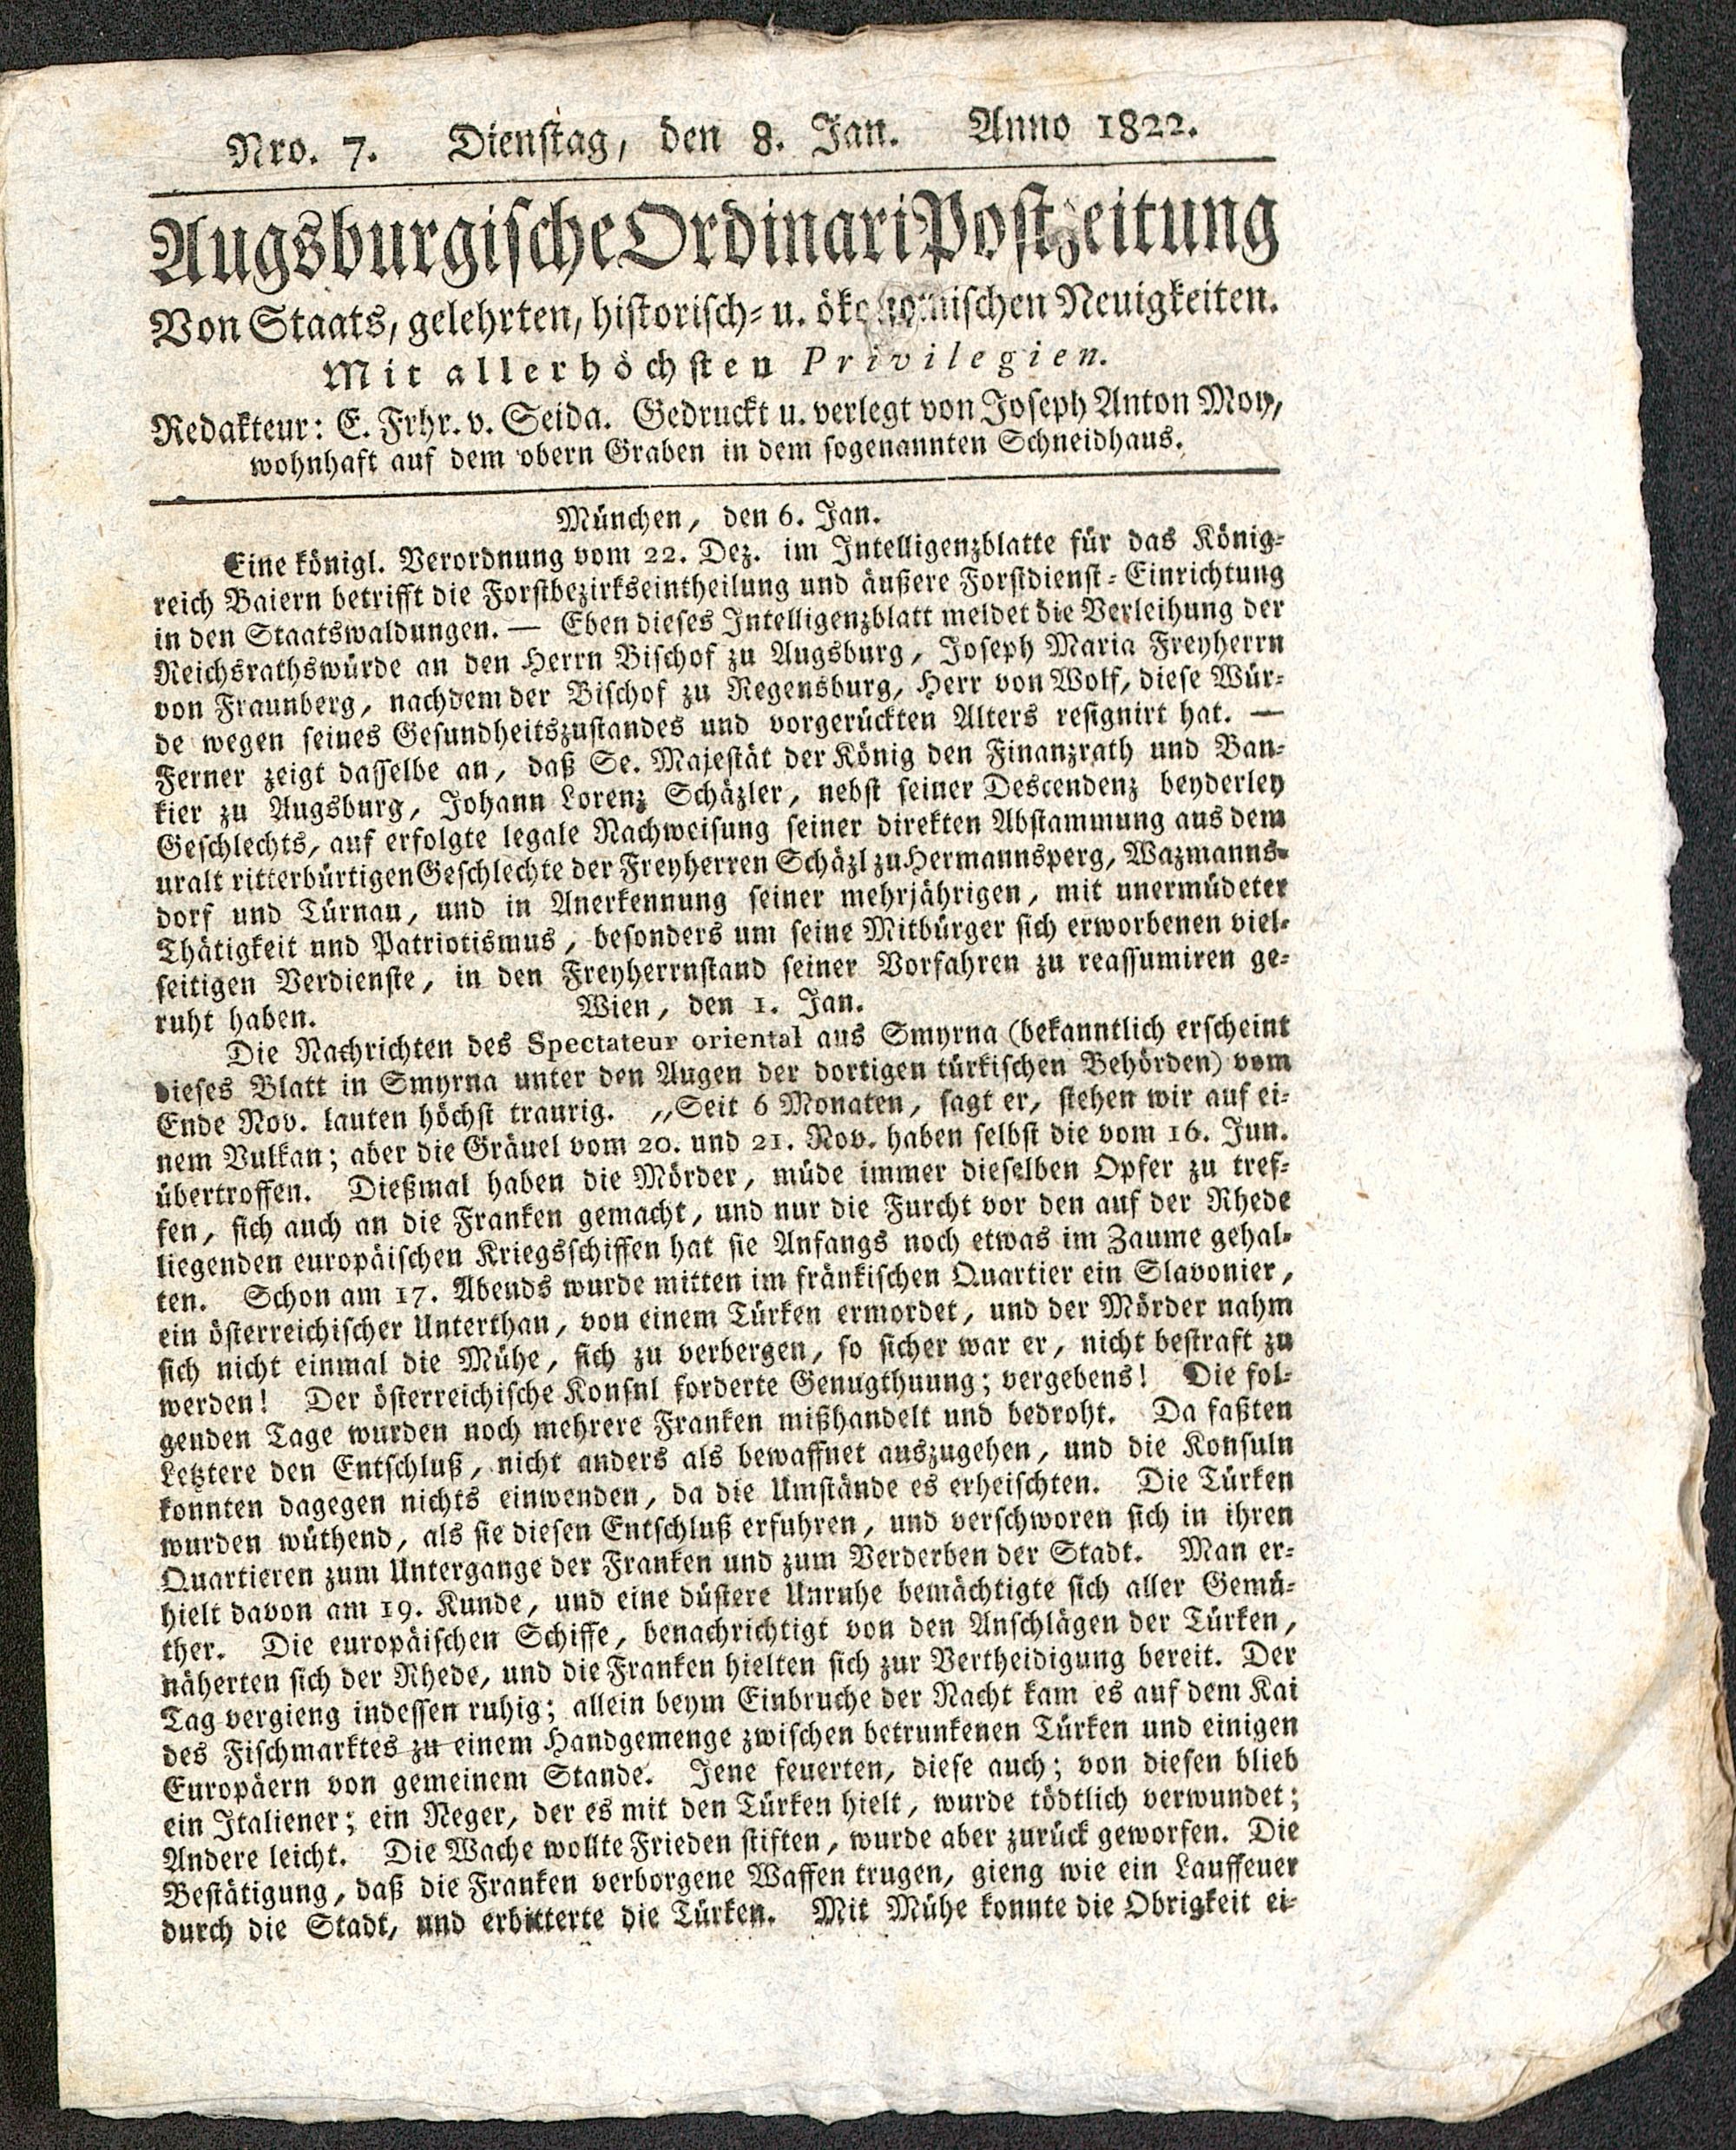 Nro. 7. Dienstag, den 8. Jan. Anno 1822.
Augsburgische Ordinari Postzeitung
Von Staats, gelehrten, historisch- u. ökonomischen Neuigkeiten.
Mit allerhöchsten Privilegien.
Redakteur: E. Frhr. v. Seida. Gedruckt u. verlegt von Joseph Anton Moy,
wohnhaft auf dem obern Graben in dem sogenannten Schneidhaus.
München, den 6. Jan.
Eine königl. Verordnung vom 22. Dez. im Intelligenzblatte für das König-
reich Baiern betrifft die Forstbezirkseintheilung und äußere Forstdienst-Einrichtung
in den Staatswaldungen. — Eben dieses Intelligenzblatt meldet die Verleihung der
Reichsrathswürde an den Herrn Bischof zu Augsburg, Joseph Maria Freyherrn
von Fraunberg, nachdem der Bischof zu Regensburg, Herr von Wolf, diese Wür-
de wegen seines Gesundheitszustandes und vorgerückten Alters resignirt hat. —
Ferner zeigt dasselbe an, daß Se. Majestät der König den Finanzrath und Ban-
kier zu Augsburg, Johann Lorenz Schäzler, nebst seiner Descendenz beyderley
Geschlechts, auf erfolgte legale Nachweisung seiner direkten Abstammung aus dem
uralt ritterbürtigen Geschlechte der Freyherren Schäzl zu Hermannsperg, Wazmanns-
dorf und Türnau, und in Anerkennung seiner mehrjährigen, mit unermüdeter
Thätigkeit und Patriotismus, besonders um seine Mitbürger sich erworbenen viel-
seitigen Verdienste, in den Freyherrnstand seiner Vorfahren zu reassumiren ge-
ruht haben.
Wien, den 1. Jan.
Die Nachrichten des Spectateur oriental aus Smyrna (bekanntlich erscheint
dieses Blatt in Smyrna unter den Augen der dortigen türkischen Behörden) vom
Ende Nov. lauten höchst traurig. „Seit 6 Monaten, sagt er, stehen wir auf ei-
nem Vulkan; aber die Gräuel vom 20. und 21. Nov. haben selbst die vom 16. Jun.
übertroffen. Dießmal haben die Mörder, müde immer dieselben Opfer zu tref-
fen, sich auch an die Franken gemacht, und nur die Furcht vor den auf der Rhede
liegenden europäischen Kriegsschiffen hat sie Anfangs noch etwas im Zaume gehal-
ten. Schon am 17. Abends wurde mitten im fränkischen Quartier ein Slavonier,
ein österreichischer Unterthan, von einem Türken ermordet, und der Mörder nahm
sich nicht einmal die Mühe, sich zu verbergen, so sicher war er, nicht bestraft zu
werden! Der österreichische Konsul forderte Genugthuung; vergebens! Die fol-
genden Tage wurden noch mehrere Franken mißhandelt und bedroht. Da faßten
Letztere den Entschluß, nicht anders als bewaffnet auszugehen, und die Konsuln
konnten dagegen nichts einwenden, da die Umstände es erheischten. Die Türken
wurden wüthend, als sie diesen Entschluß erfuhren, und verschworen sich in ihren
Quartieren zum Untergange der Franken und zum Verderben der Stadt. Man er-
hielt davon am 19. Kunde, und eine düstere Unruhe bemächtigte sich aller Gemü-
ther. Die europäischen Schiffe, benachrichtigt von den Anschlägen der Türken,
näherten sich der Rhede, und die Franken hielten sich zur Vertheidigung bereit. Der
Tag vergieng indessen ruhig; allein beym Einbruche der Nacht kam es auf dem Kai
des Fischmarktes zu einem Handgemenge zwischen betrunkenen Türken und einigen
Europäern von gemeinem Stande. Jene feuerten, diese auch; von diesen blieb
ein Italiener; ein Neger, der es mit den Türken hielt, wurde tödtlich verwundet;
Andere leicht. Die Wache wollte Frieden stiften, wurde aber zurück geworfen. Die
Bestätigung, daß die Franken verborgene Waffen trugen, gieng wie ein Lauffeuer
durch die Stadt, und erbitterte die Türken. Mit Mühe konnte die Obrigkeit ei-